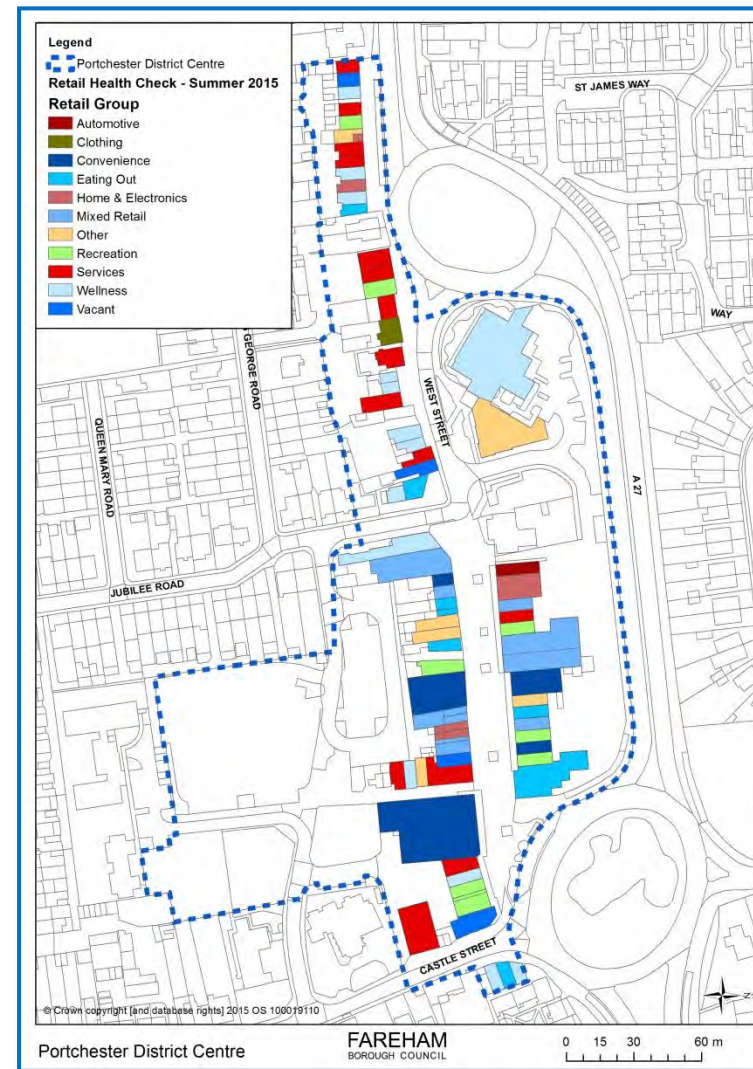 Legend
Portchester District Centre
Retail Health Check - Summer 2015
Retail Group
Automotive
Clothing
Convenience
Eating Out
Home & Electronics
Mixed Retail
Other
Recreation
Services
Wellness
Vacant
ST JAMES WAY
WAY
GEORGE ROAD
QUEEN MARY ROAD
WEST STREET
A 27
JUBILEE ROAD
CASTLE STREET
© Crown copyright [and database rights] 2015 OS 100019110
Portchester District Centre
FAREHAM
BOROUGH COUNCIL
0 15 30 60 m